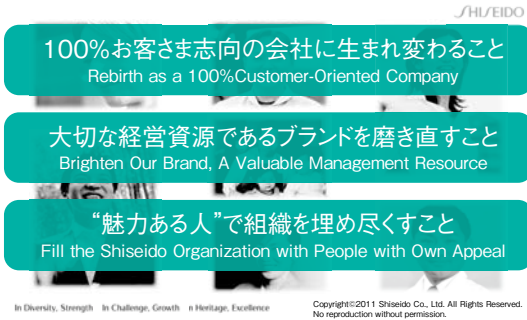 SHISEIDO
100%お客さま志向の会社に生まれ変わること
Rebirth as a 100%Customer-Oriented Company
大切な経営資源であるブランドを磨き直すこと
Brighten Our Brand, A Valuable Management Resource
“魅力ある人”で組織を埋め尽くすこと
Fill the Shiseido Organization with People with Own Appeal
In Diversity, Strength In Challenge, Growth n Heritage, Excellence
Copyright©2011 Shiseido Co., Ltd. All Rights Reserved.
No reproduction without permission.